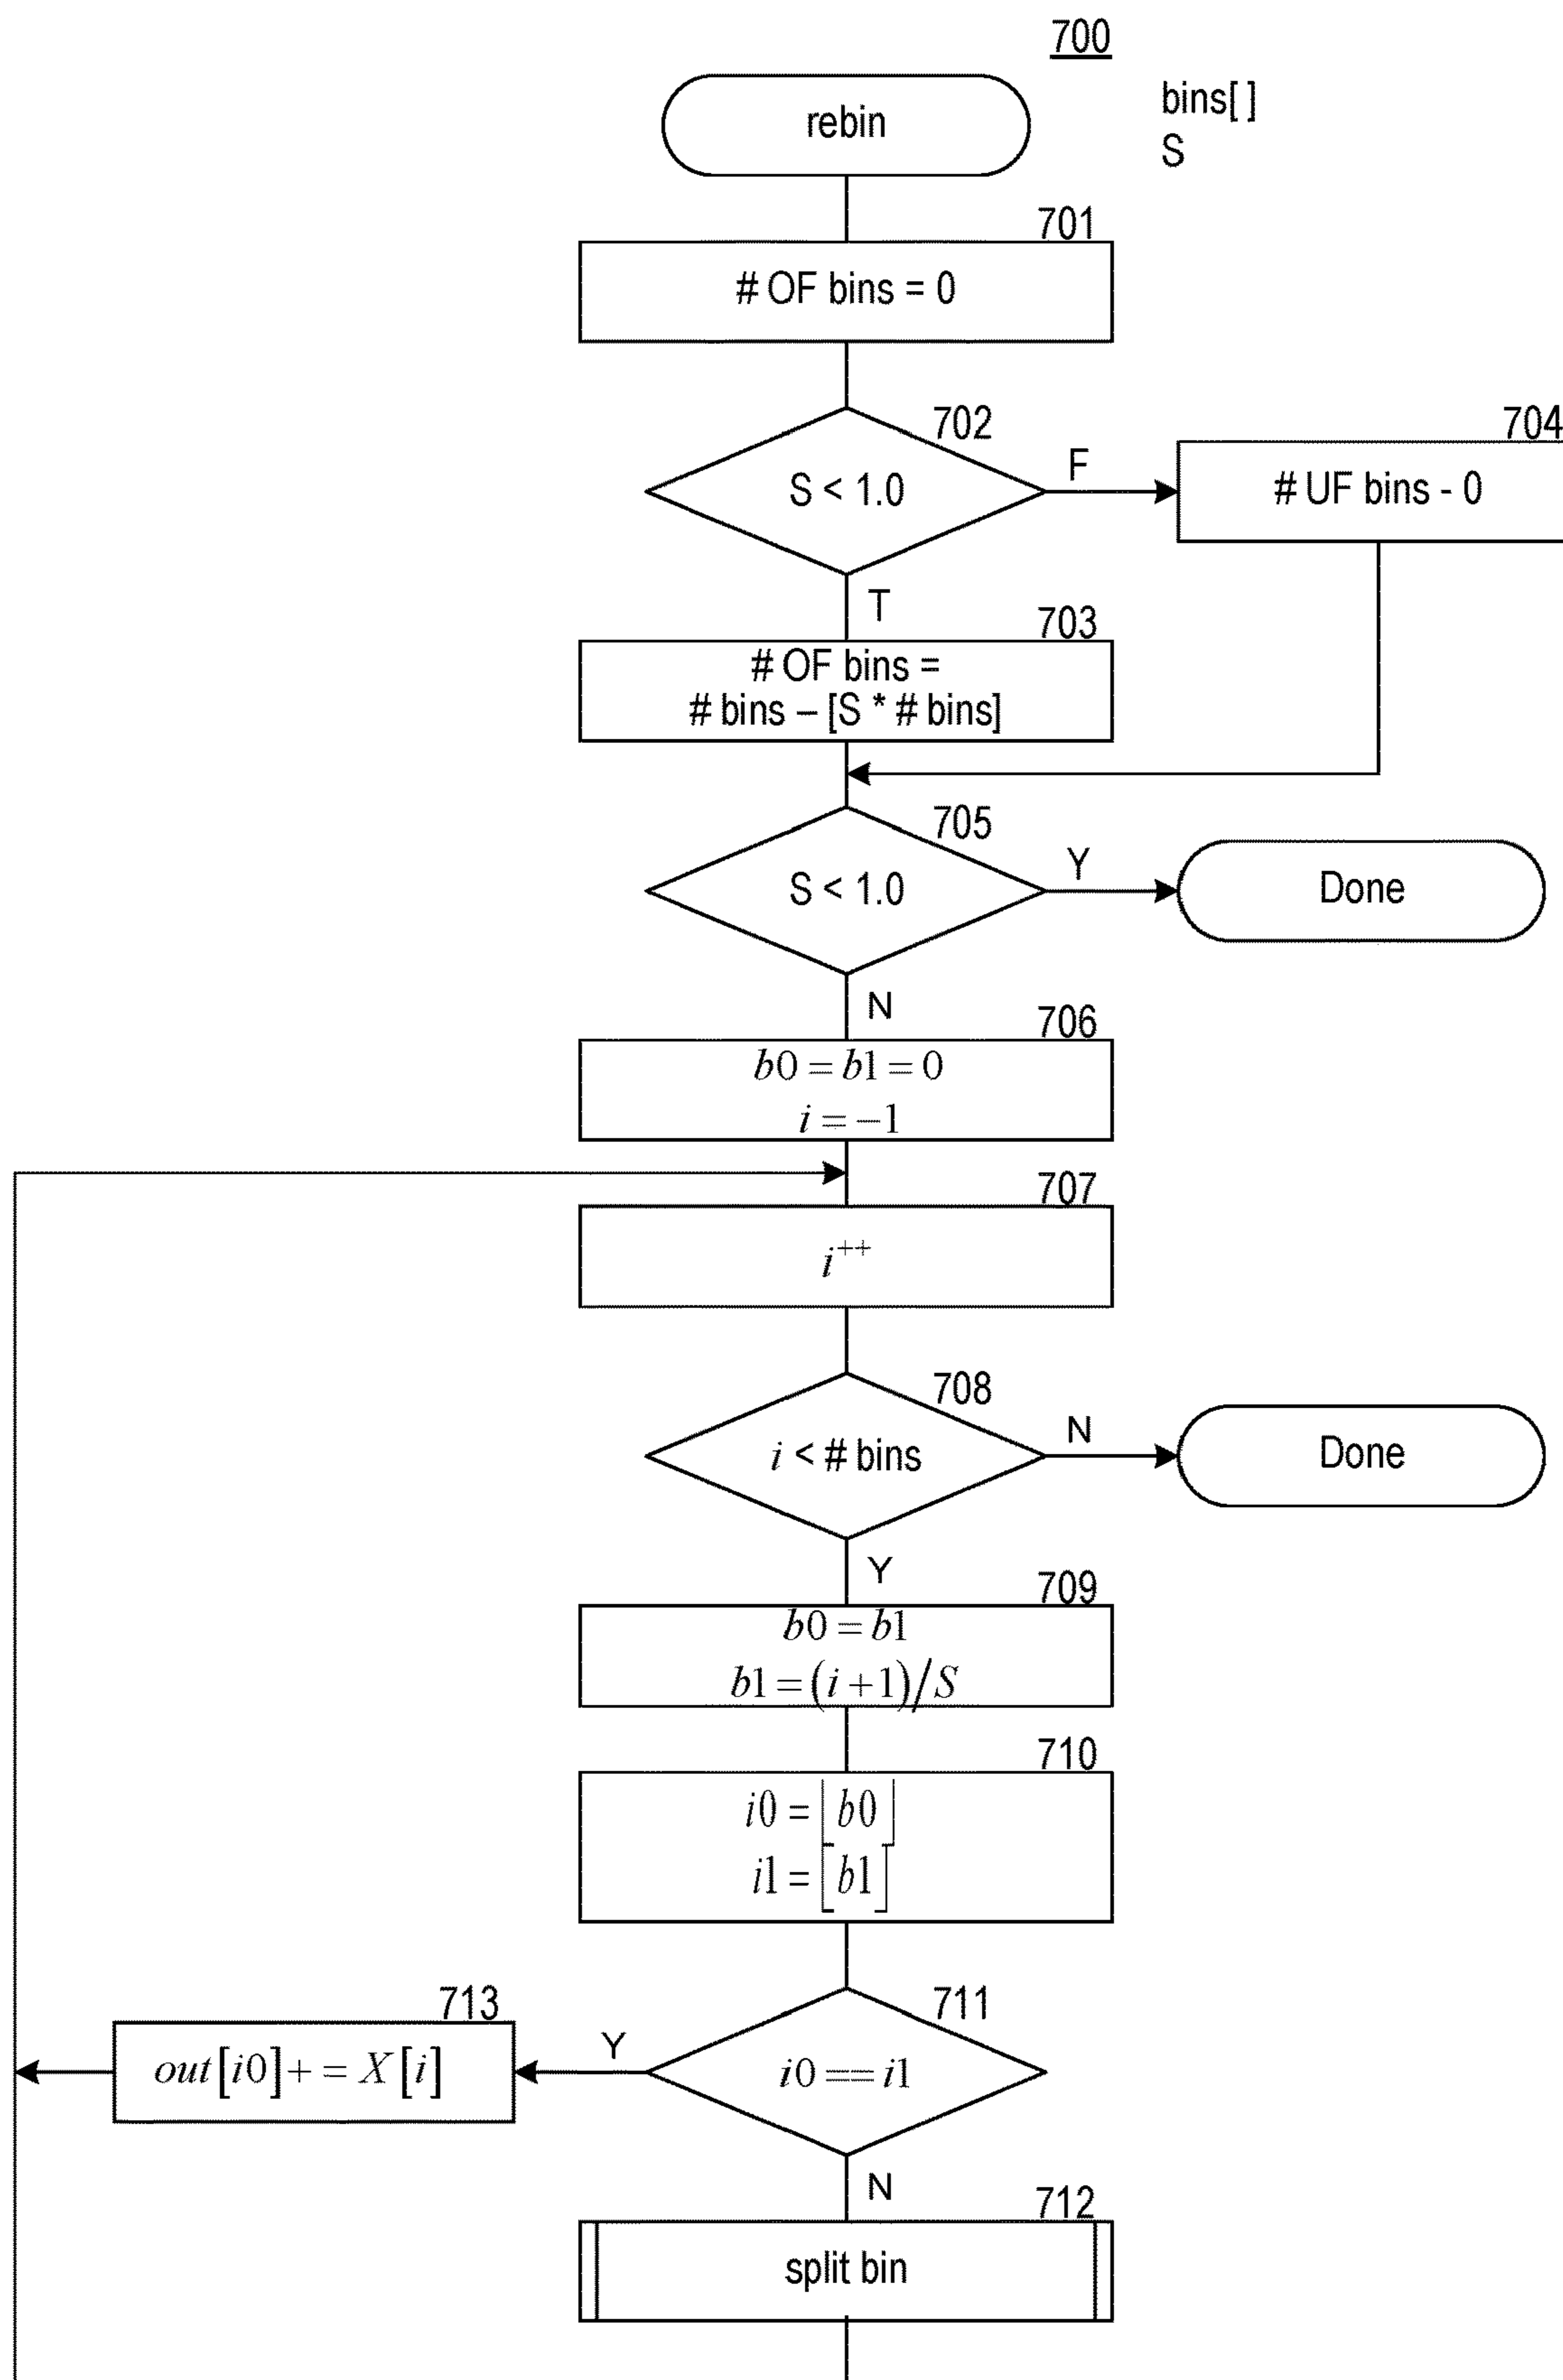 700
bins[ ]
S
rebin
701
# OF bins = 0
702
S < 1.0
F
704
# UF bins - 0
T
703
# OF bins =
# bins – [S * # bins]
705
S < 1.0
Y
Done
N
706
b0 = b1 = 0
i = −1
707
i⁺⁺
708
i < # bins
N
Done
Y
709
b0 = b1
b1 = (i + 1)/S
710
i0 = ⌊b0⌋
i1 = ⌊b1⌋
711
i0 == i1
Y
713
out[i0]+ = X[i]
N
712
split bin